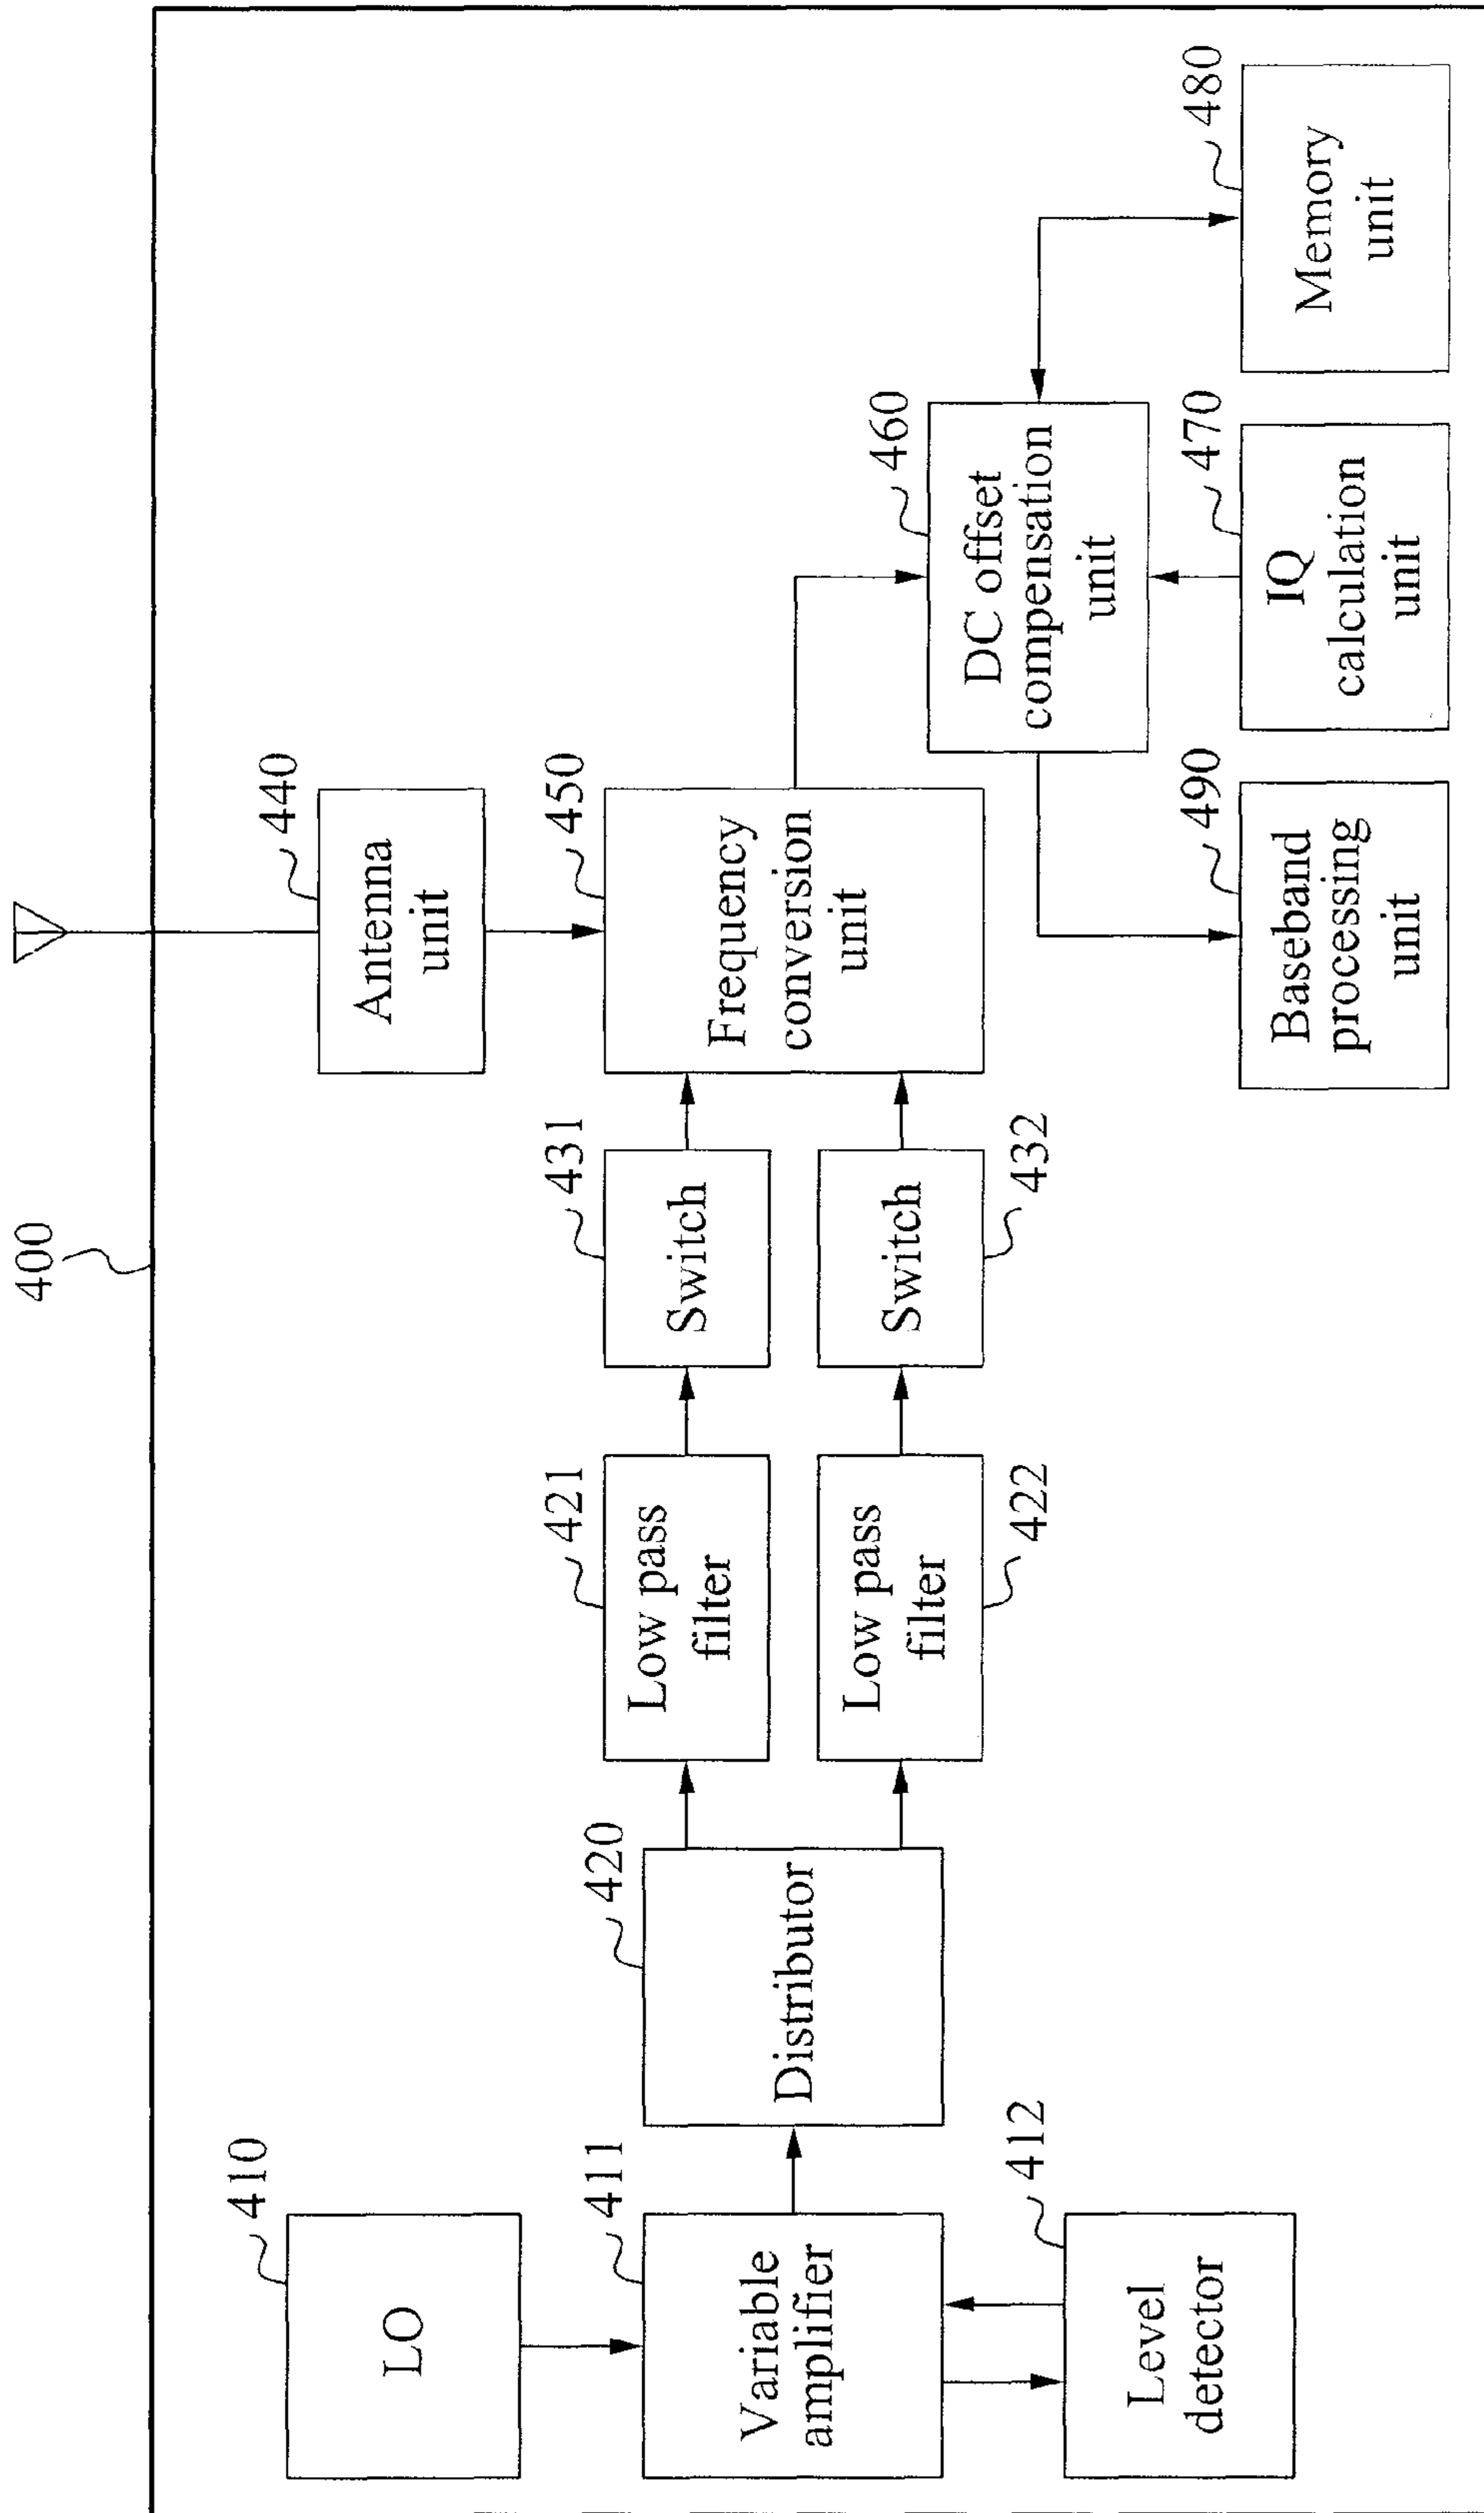 400
410
LO
411
Variable
amplifier
412
Level
detector
420
Distributor
421
Low pass
filter
422
Low pass
filter
431
Switch
432
Switch
440
Antenna
unit
450
Frequency
conversion
unit
460
DC offset
compensation
unit
490
Baseband
processing
unit
470
IQ
calculation
unit
480
Memory
unit